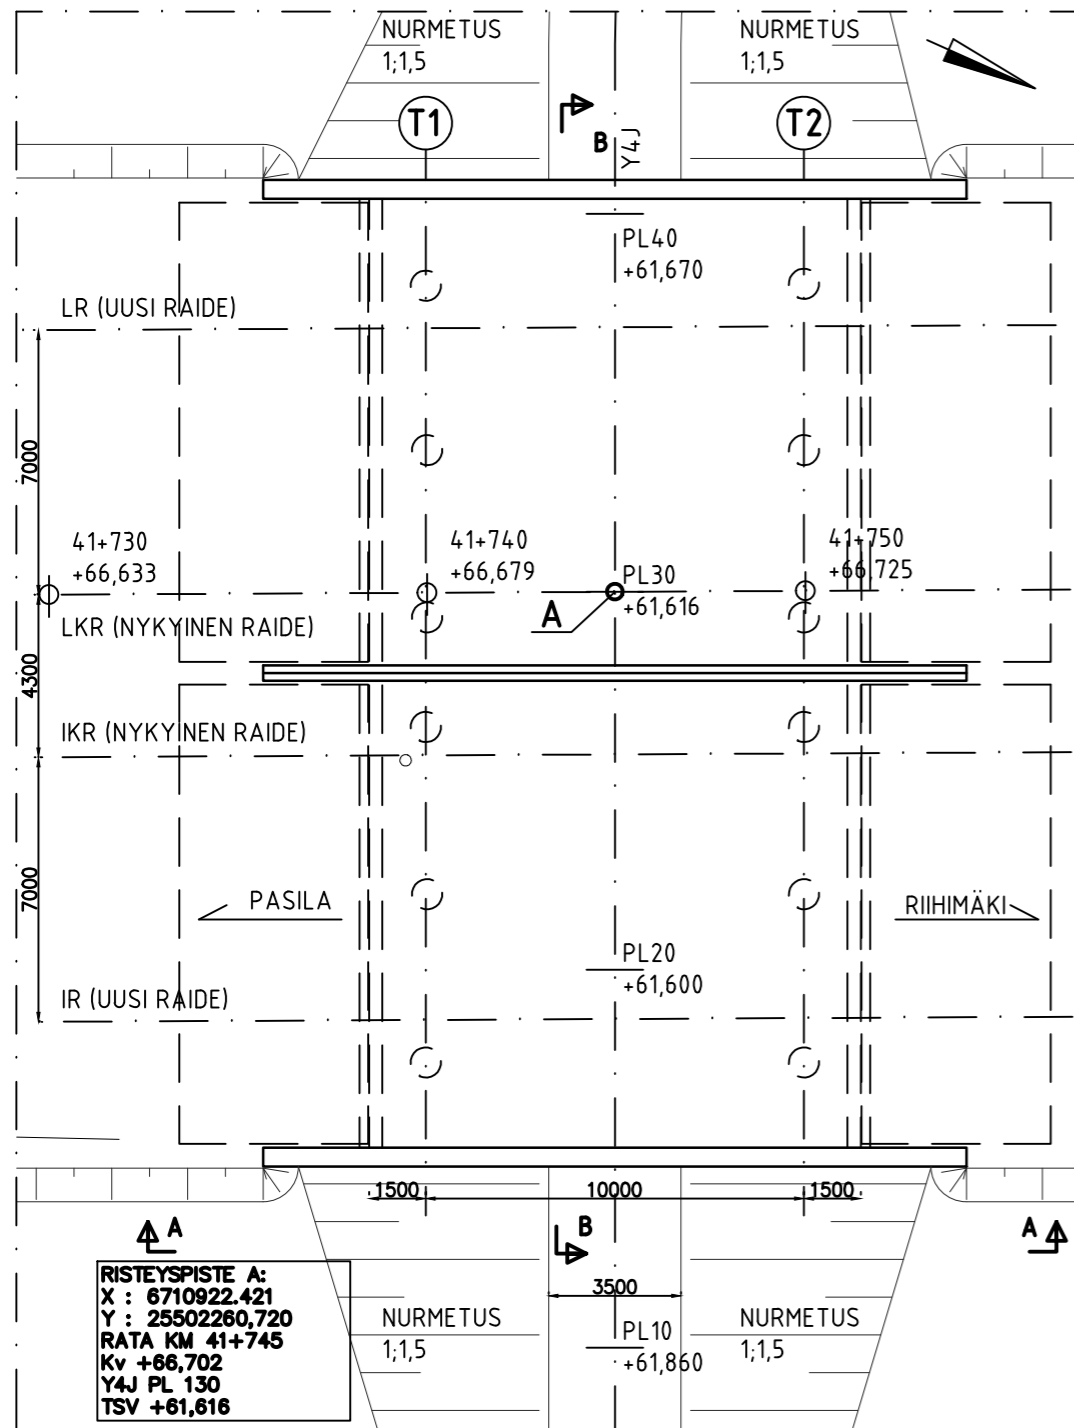 NURMETUS
1;1,5
NURMETUS
1;1,5
T1
T2
B
Y4J
PL40
+61,670
LR (UUSI RAIDE)
7000
41+730
+66,633
41+740
+66,679
41+750
+66,725
PL30
+61,616
A
LKR (NYKYINEN RAIDE)
4300
IKR (NYKYINEN RAIDE)
7000
PASILA
RIIHIMÄKI
PL20
+61,600
IR (UUSI RAIDE)
1500
10000
1500
A
B
A
3500
RISTEYSPISTE A:
X : 6710922.421
Y : 25502260,720
RATA KM 41+745
Kv +66,702
Y4J PL 130
TSV +61,616
NURMETUS
1;1,5
PL10
+61,860
NURMETUS
1;1,5